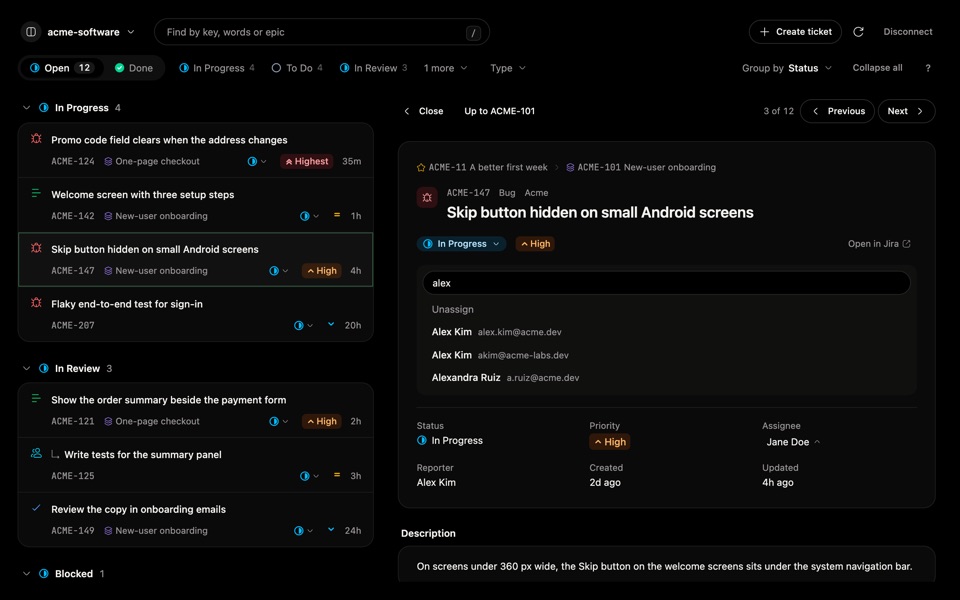 acme-software
Find by key, words or epic
/
Create ticket
Disconnect
Open 12
Done
In Progress 4
To Do 4
In Review 3
1 more
Type
Group by Status
Collapse all
?
In Progress 4
Promo code field clears when the address changes
ACME-124 One-page checkout Highest 35m
Welcome screen with three setup steps
ACME-142 New-user onboarding 1h
Skip button hidden on small Android screens
ACME-147 New-user onboarding High 4h
Flaky end-to-end test for sign-in
ACME-207 20h
In Review 3
Show the order summary beside the payment form
ACME-121 One-page checkout High 2h
Write tests for the summary panel
ACME-125 3h
Review the copy in onboarding emails
ACME-149 New-user onboarding 24h
Blocked 1
Close
Up to ACME-101
3 of 12
Previous
Next
ACME-11 A better first week
ACME-101 New-user onboarding
ACME-147 Bug Acme
Skip button hidden on small Android screens
In Progress
High
Open in Jira
alex
Unassign
Alex Kim alex.kim@acme.dev
Alex Kim akim@acme-labs.dev
Alexandra Ruiz a.ruiz@acme.dev
Status Priority Assignee
In Progress High Jane Doe
Reporter Created Updated
Alex Kim 2d ago 4h ago
Description
On screens under 360 px wide, the Skip button on the welcome screens sits under the system navigation bar.